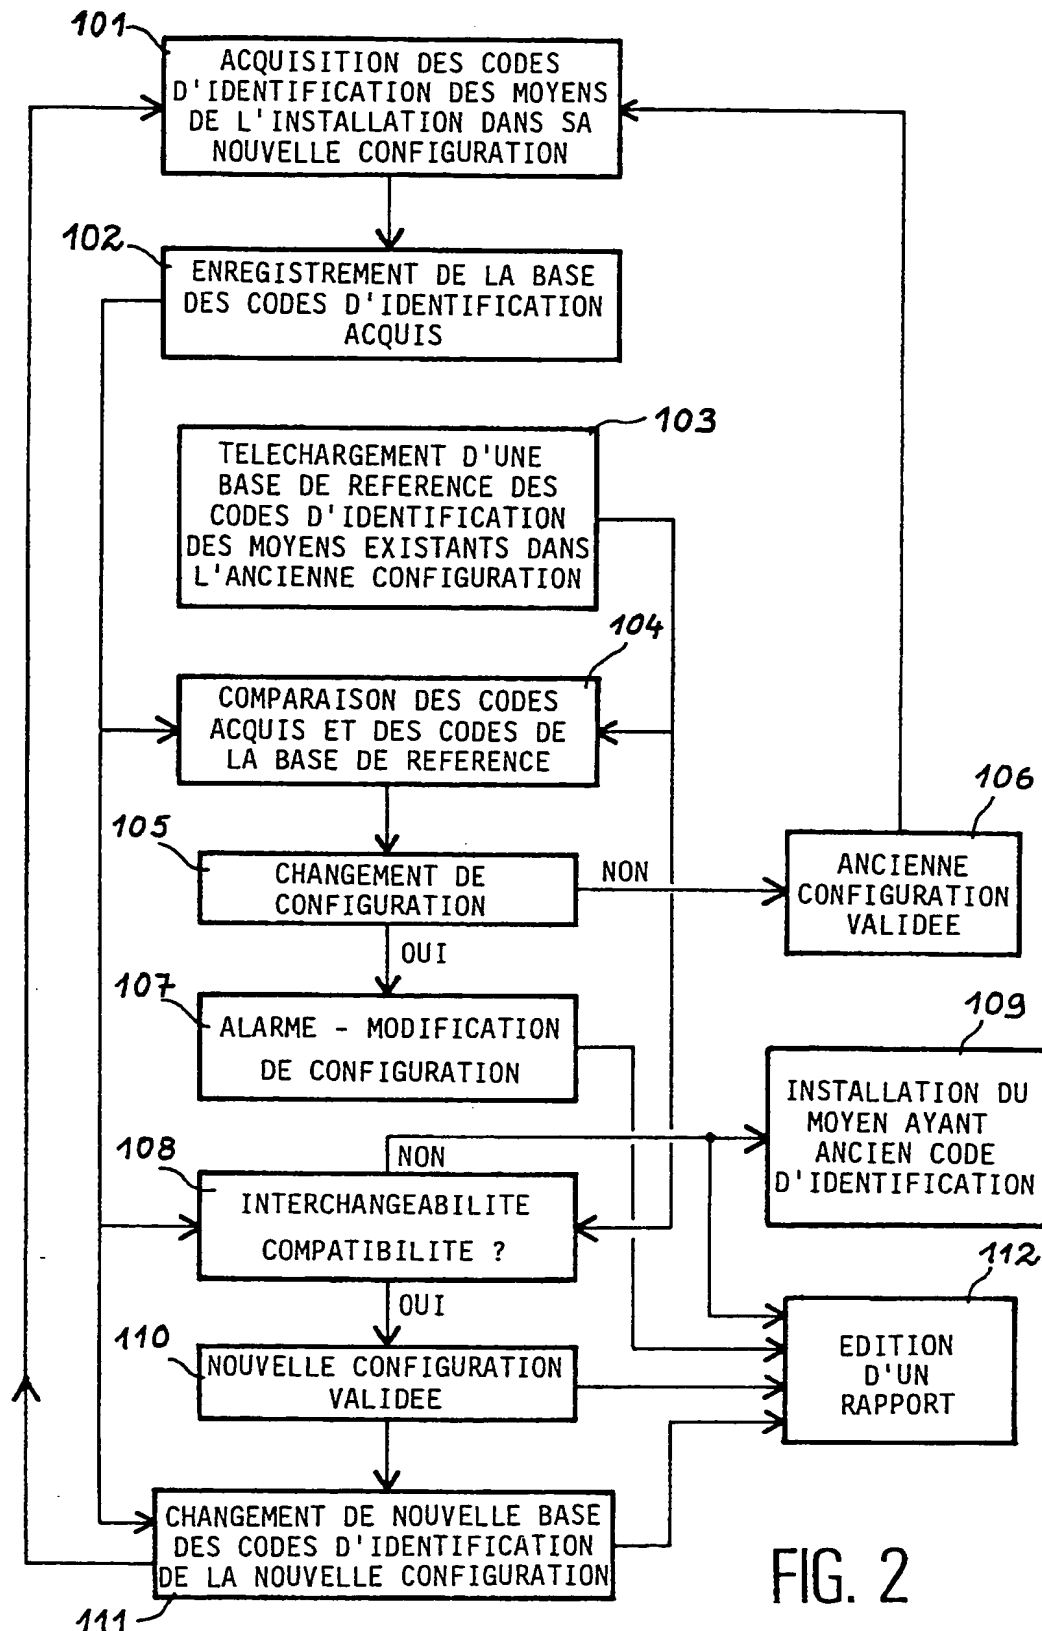 101
ACQUISITION DES CODES
D'IDENTIFICATION DES MOYENS
DE L'INSTALLATION DANS SA
NOUVELLE CONFIGURATION
102
ENREGISTREMENT DE LA BASE
DES CODES D'IDENTIFICATION
ACQUIS
103
TELECHARGEMENT D'UNE
BASE DE REFERENCE DES
CODES D'IDENTIFICATION
DES MOYENS EXISTANTS DANS
L'ANCIENNE CONFIGURATION
104
COMPARAISON DES CODES
ACQUIS ET DES CODES DE
LA BASE DE REFERENCE
105
CHANGEMENT DE
CONFIGURATION
NON
106
ANCIENNE
CONFIGURATION
VALIDEE
OUI
107
ALARME - MODIFICATION
DE CONFIGURATION
108
NON
INTERCHANGEABILITE
COMPATIBILITE ?
109
INSTALLATION DU
MOYEN AYANT
ANCIEN CODE
D'IDENTIFICATION
OUI
110
NOUVELLE CONFIGURATION
VALIDEE
112
EDITION
D'UN
RAPPORT
CHANGEMENT DE NOUVELLE BASE
DES CODES D'IDENTIFICATION
DE LA NOUVELLE CONFIGURATION
111
FIG. 2